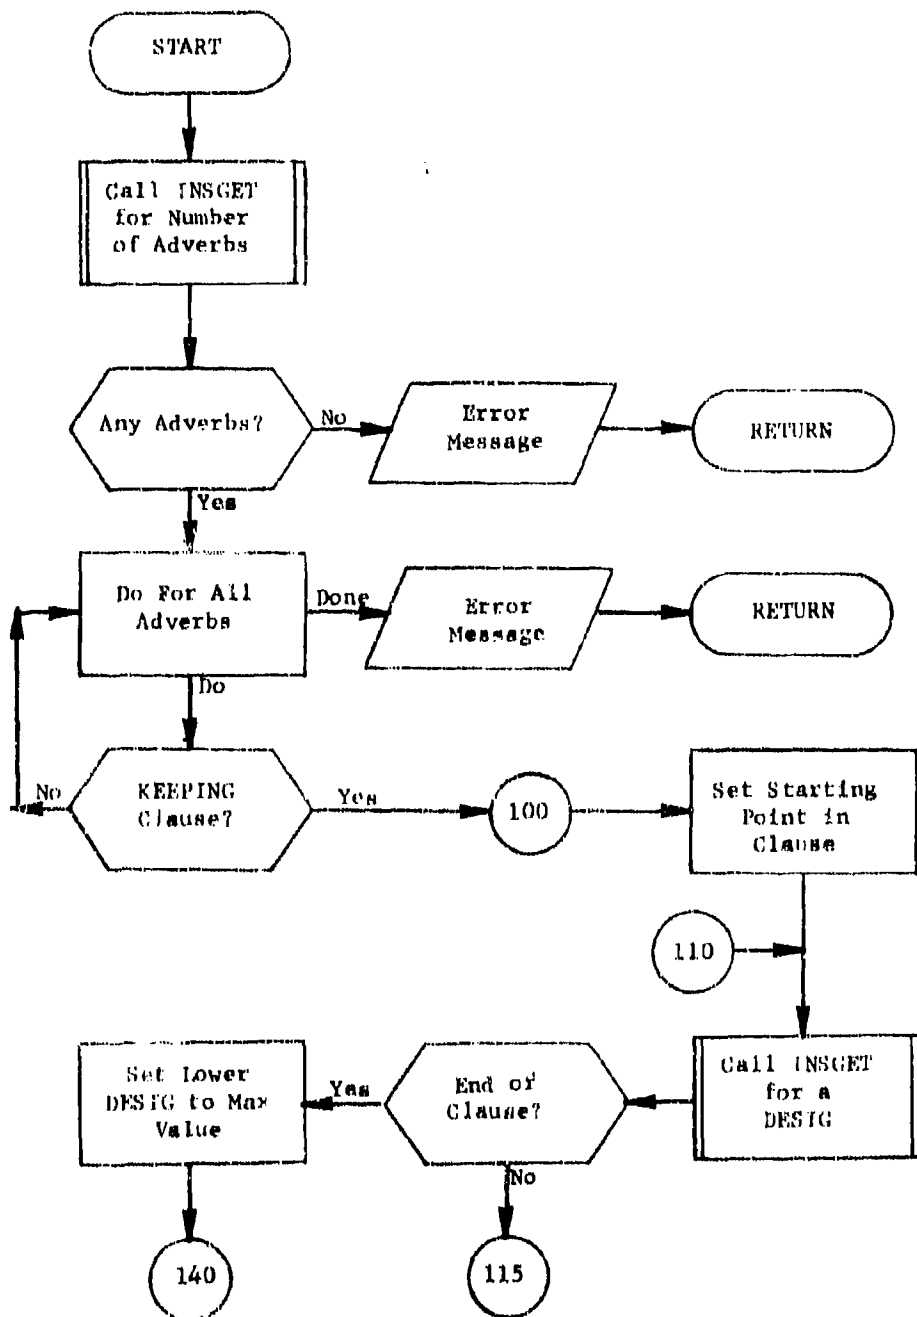 START
Call INSGET
for Number
of Adverbs
Any Adverbs?
No
Error
Message
RETURN
Yes
Do For All
Adverbs
Done
Error
Message
RETURN
Do
KEEPING
Clause?
No
Yes
100
Set Starting
Point in
Clause
110
Call INSGET
for a
DESIG
End of
Clause?
Yes
Set Lower
DESIG to Max
Value
No
140
115